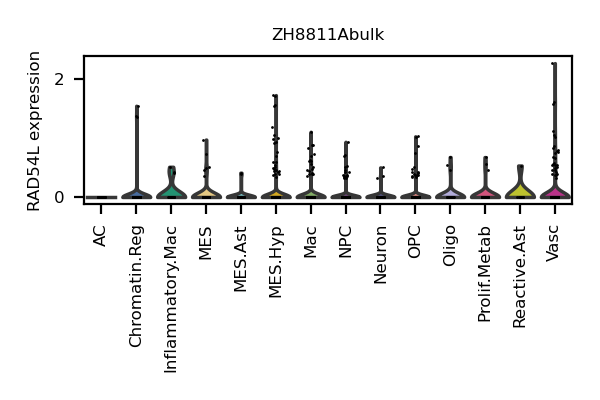 ZH8811Abulk
RAD54L expression
2
0
AC
Chromatin.Reg
Inflammatory.Mac
MES
MES.Ast
MES.Hyp
Mac
NPC
Neuron
OPC
Oligo
Prolif.Metab
Reactive.Ast
Vasc